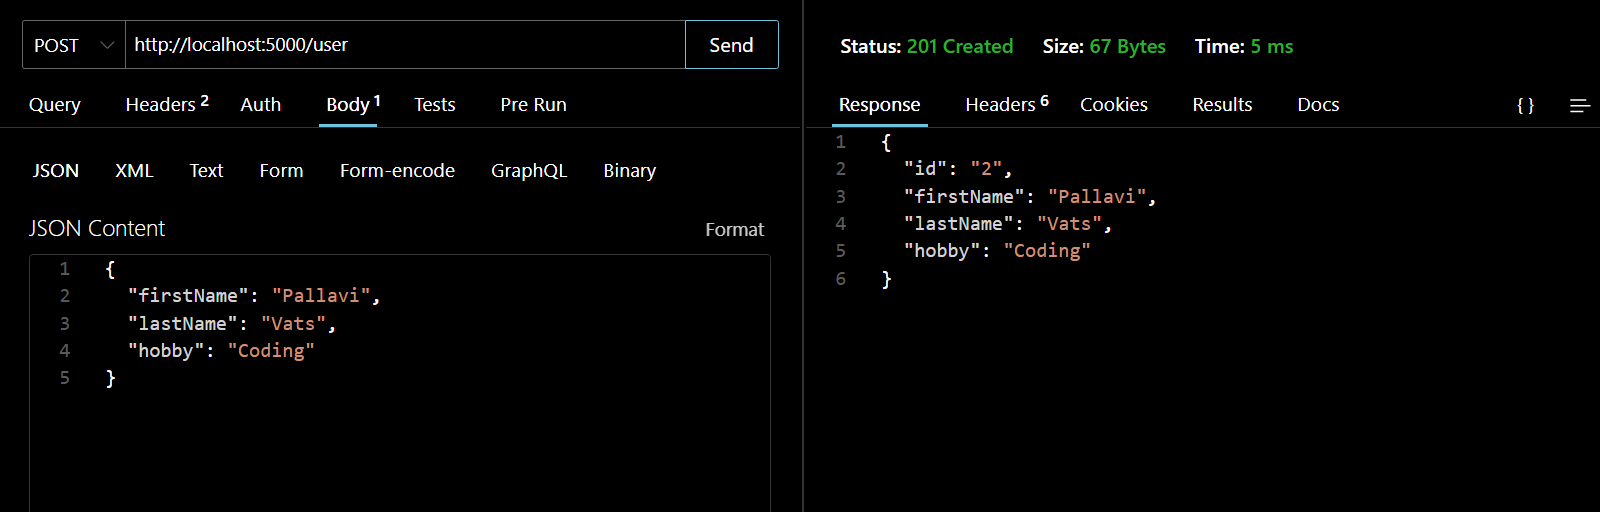 POST http://localhost:5000/user Send
Query Headers 2 Auth Body 1 Tests Pre Run
JSON XML Text Form Form-encode GraphQL Binary
JSON Content Format
1 {
2 "firstName": "Pallavi",
3 "lastName": "Vats",
4 "hobby": "Coding"
5 }
Status: 201 Created Size: 67 Bytes Time: 5 ms
Response Headers 6 Cookies Results Docs { }
1 {
2 "id": "2",
3 "firstName": "Pallavi",
4 "lastName": "Vats",
5 "hobby": "Coding"
6 }